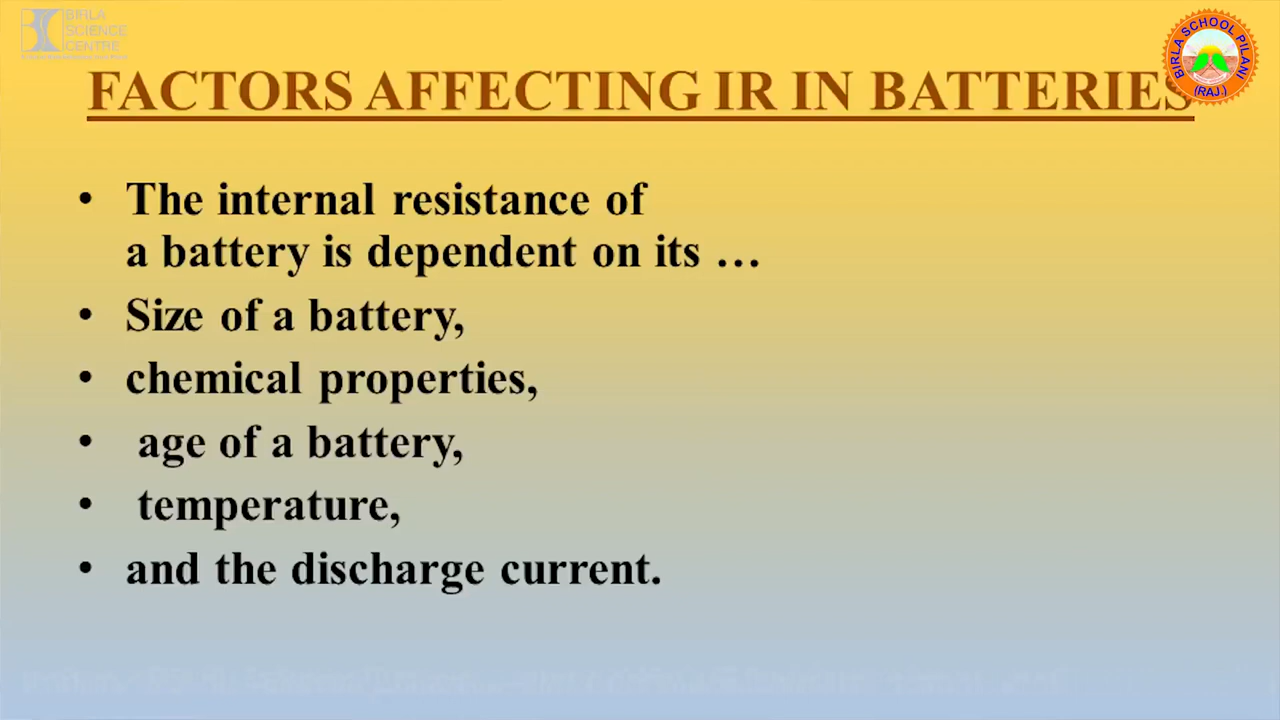 BIRLA
SCIENCE
CENTRE
BIRLA SCHOOL PILANI
(RAJ.)
FACTORS AFFECTING IR IN BATTERIES
• The internal resistance of
a battery is dependent on its …
• Size of a battery,
• chemical properties,
• age of a battery,
• temperature,
• and the discharge current.